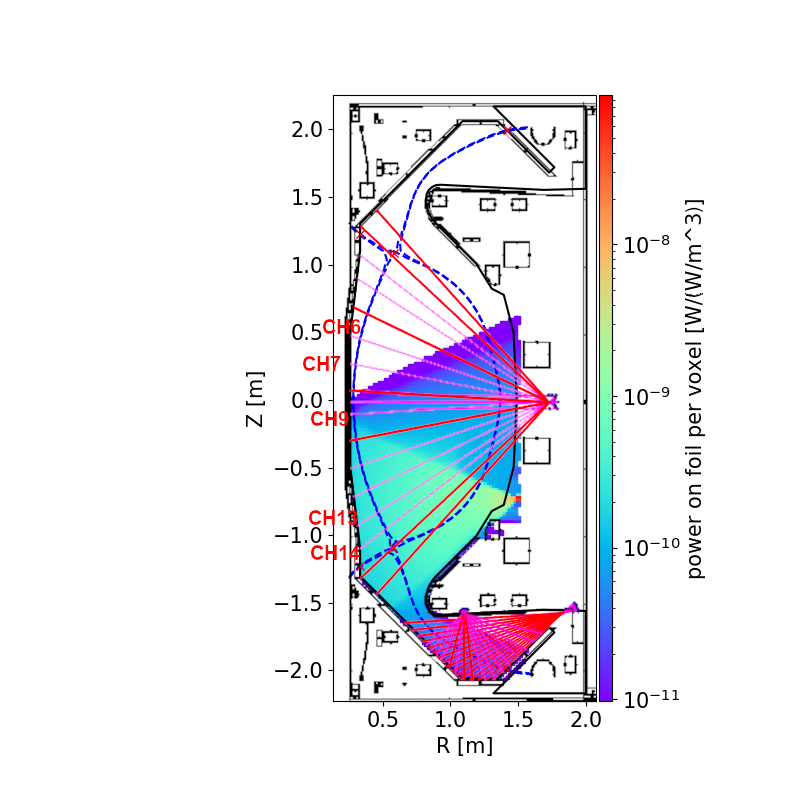 2.0
1.5
1.0
0.5
0.0
−0.5
−1.0
−1.5
−2.0
Z [m]
CH6
CH7
CH9
CH13
CH14
0.5 1.0 1.5 2.0
R [m]
10⁻⁸
10⁻⁹
10⁻¹⁰
10⁻¹¹
power on foil per voxel [W/(W/m^3)]